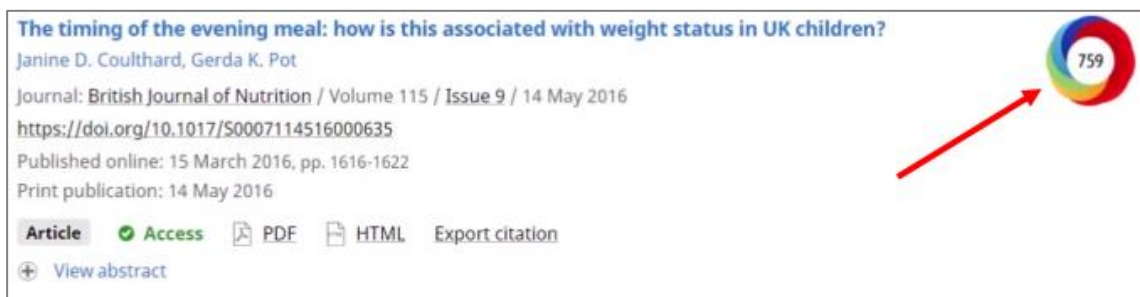 The timing of the evening meal: how is this associated with weight status in UK children?
759
Janine D. Coulthard, Gerda K. Pot
Journal: British Journal of Nutrition / Volume 115 / Issue 9 / 14 May 2016
https://doi.org/10.1017/S0007114516000635
Published online: 15 March 2016, pp. 1616-1622
Print publication: 14 May 2016
Article Access PDF HTML Export citation
View abstract